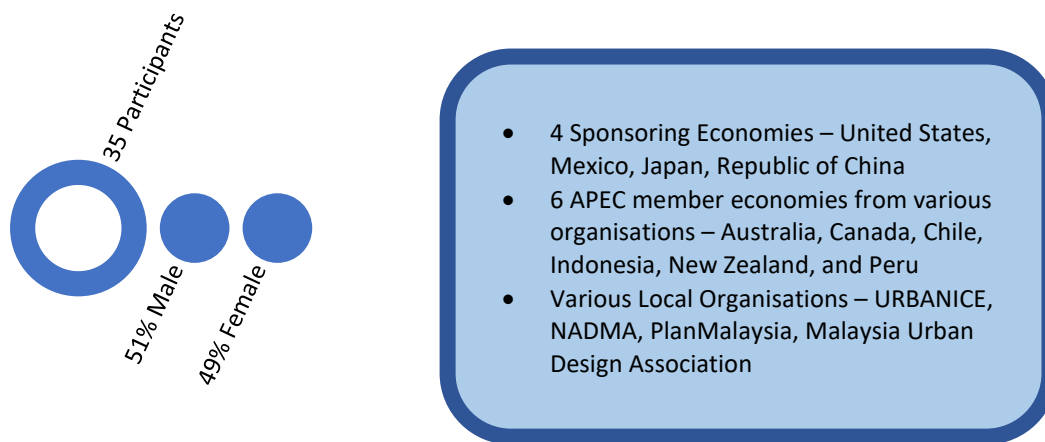 35 Participants
51% Male
49% Female
• 4 Sponsoring Economies – United States,
Mexico, Japan, Republic of China
• 6 APEC member economies from various
organisations – Australia, Canada, Chile,
Indonesia, New Zealand, and Peru
• Various Local Organisations – URBANICE,
NADMA, PlanMalaysia, Malaysia Urban
Design Association